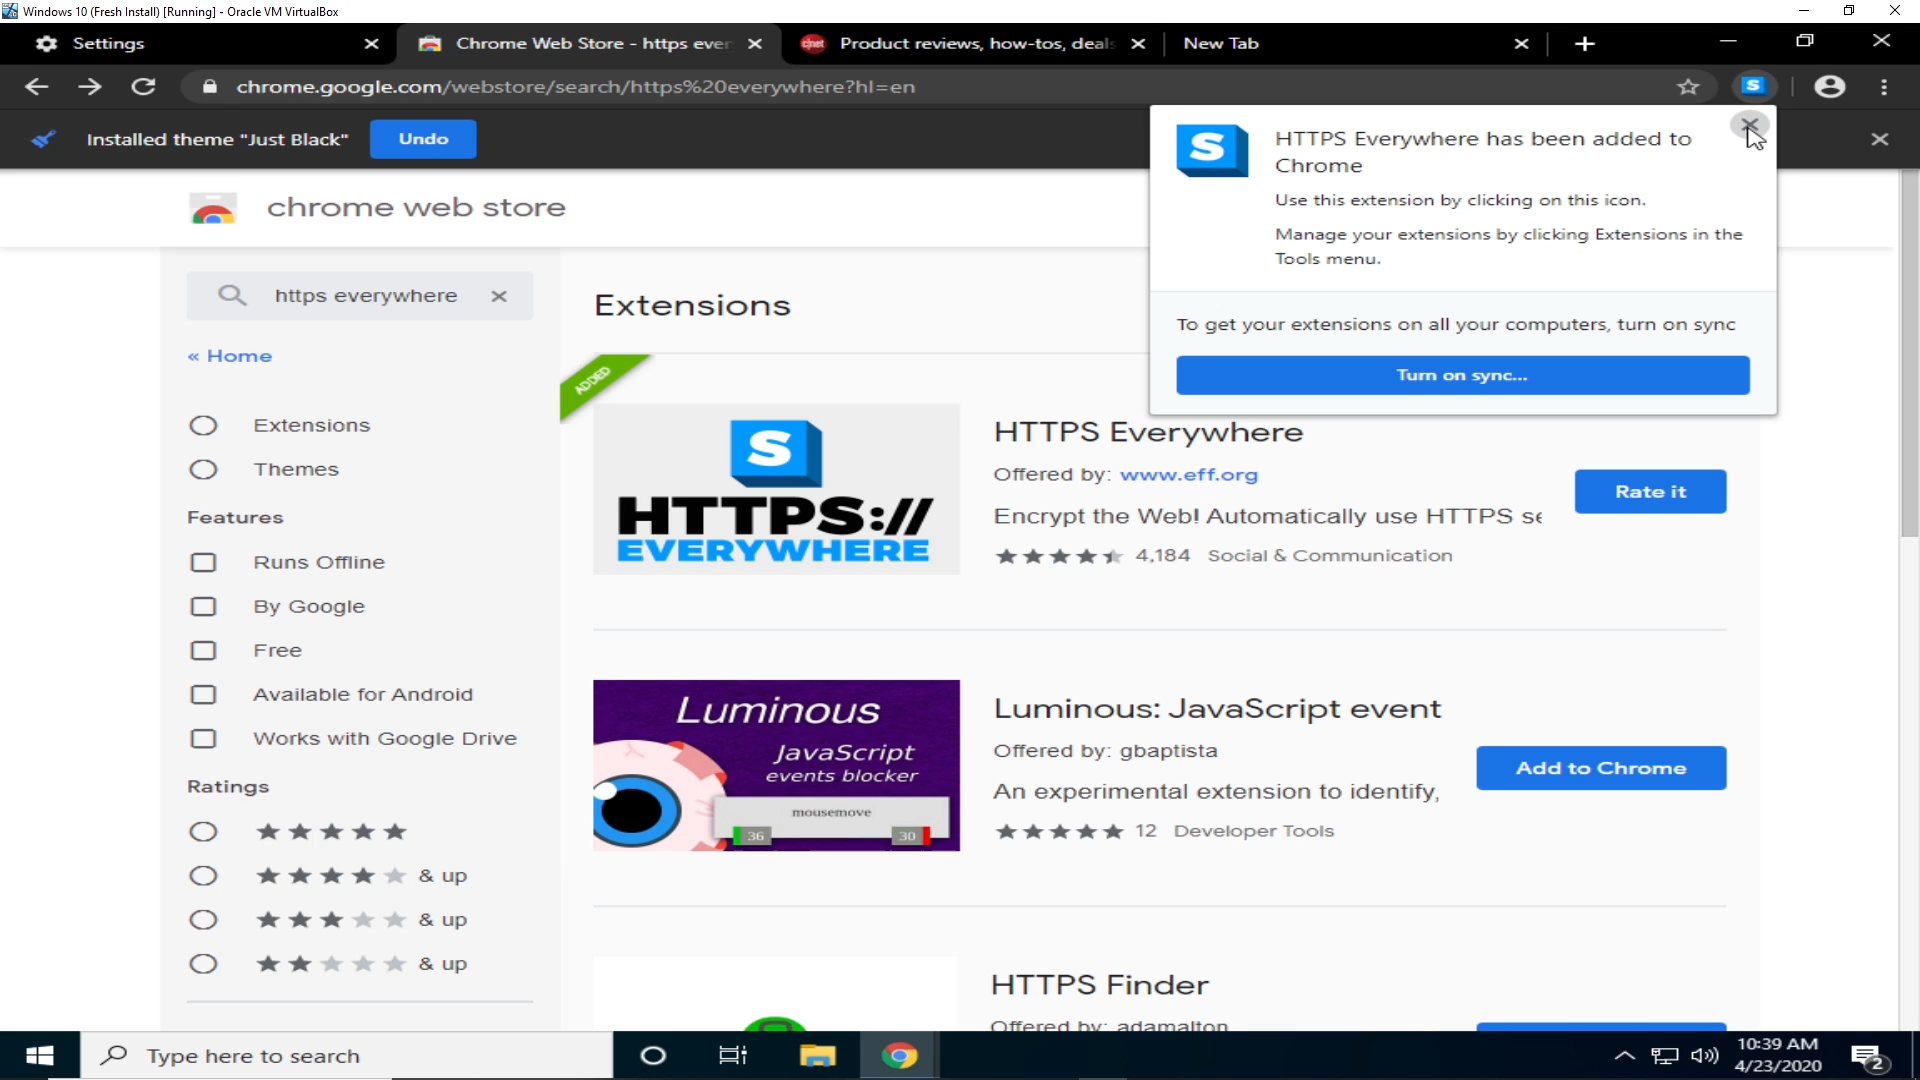 Windows 10 (Fresh Install) [Running] - Oracle VM VirtualBox
Settings
Chrome Web Store - https ever
cnet
Product reviews, how-tos, deals
New Tab
chrome.google.com/webstore/search/https%20everywhere?hl=en
S
Installed theme "Just Black"
Undo
S
HTTPS Everywhere has been added to
Chrome
Use this extension by clicking on this icon.
Manage your extensions by clicking Extensions in the
Tools menu.
To get your extensions on all your computers, turn on sync
Turn on sync...
chrome web store
https everywhere
« Home
Extensions
Themes
Features
Runs Offline
By Google
Free
Available for Android
Works with Google Drive
Ratings
& up
& up
& up
Extensions
ADDED
S
HTTPS://
EVERYWHERE
HTTPS Everywhere
Offered by: www.eff.org
Encrypt the Web! Automatically use HTTPS
4,184 Social & Communication
Rate it
Luminous
JavaScript
events blocker
mousemove
36
30
Luminous: JavaScript event
Offered by: gbaptista
An experimental extension to identify,
12 Developer Tools
Add to Chrome
HTTPS Finder
Offered by: adamalton
Type here to search
10:39 AM
4/23/2020
2